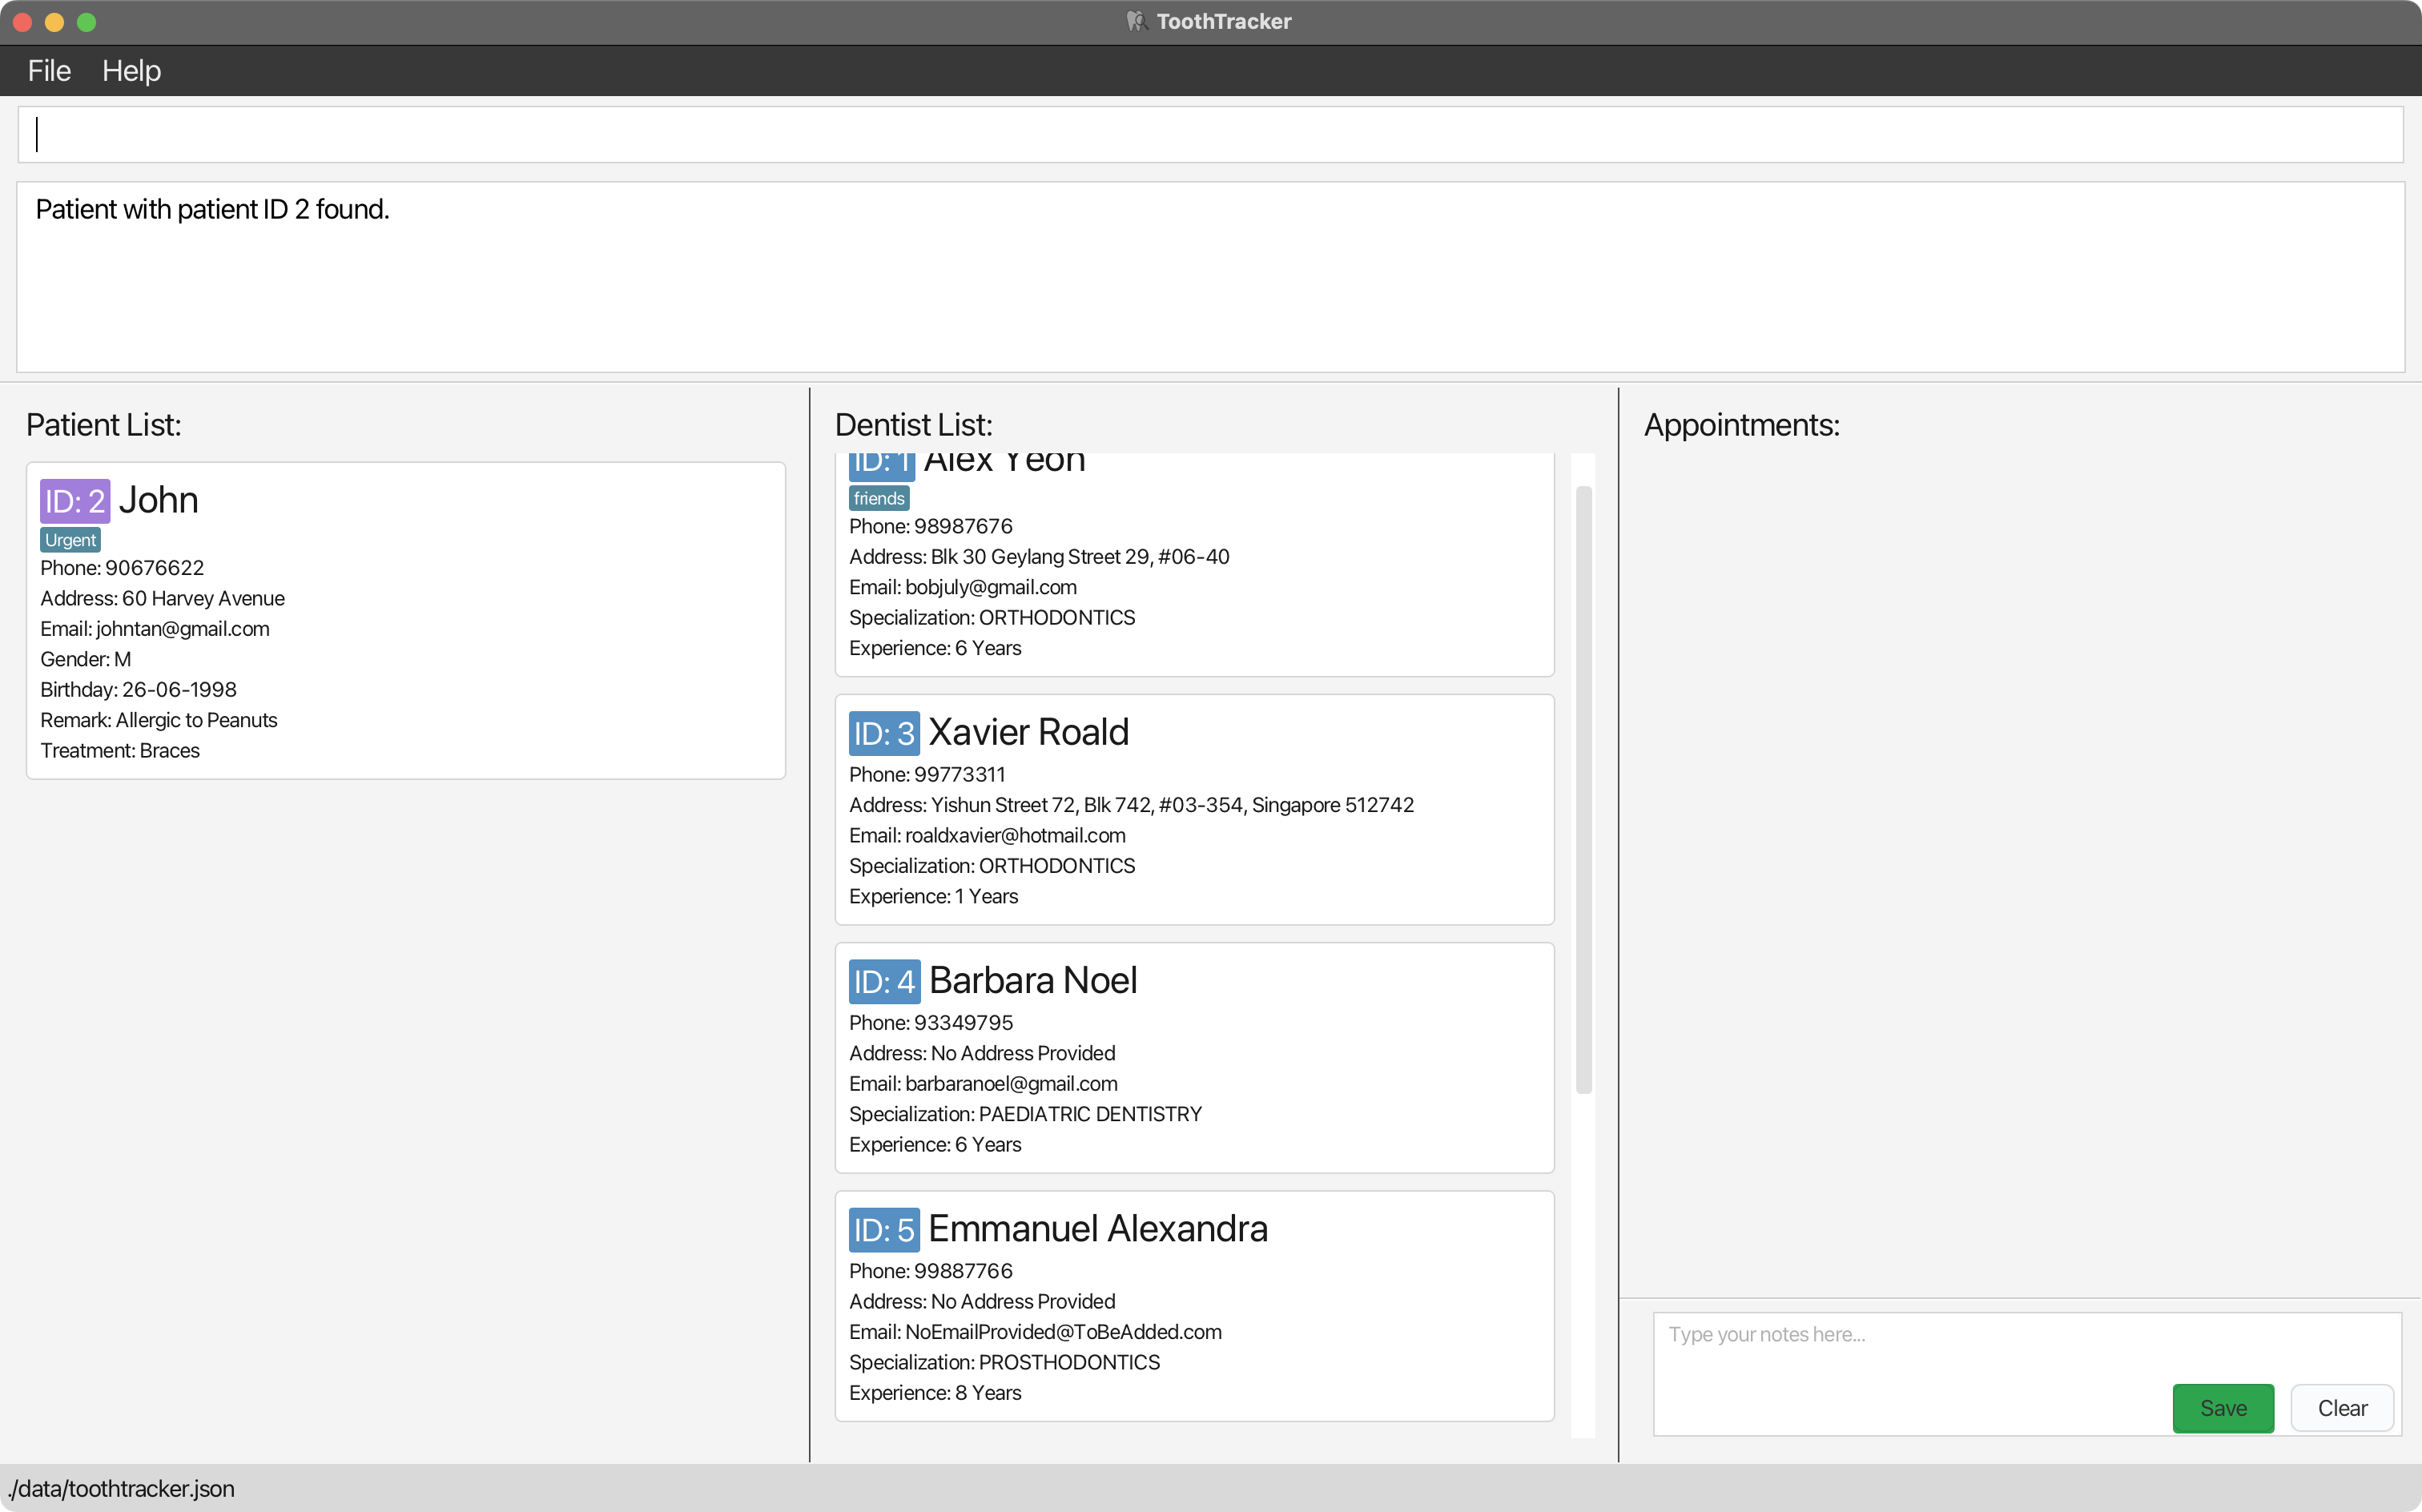 ToothTracker
File Help
Patient with patient ID 2 found.
Patient List:
ID: 2 John
Urgent
Phone: 90676622
Address: 60 Harvey Avenue
Email: johntan@gmail.com
Gender: M
Birthday: 26-06-1998
Remark: Allergic to Peanuts
Treatment: Braces
Dentist List:
ID: 1 Alex Yeoh
friends
Phone: 98987676
Address: Blk 30 Geylang Street 29, #06-40
Email: bobjuly@gmail.com
Specialization: ORTHODONTICS
Experience: 6 Years
ID: 3 Xavier Roald
Phone: 99773311
Address: Yishun Street 72, Blk 742, #03-354, Singapore 512742
Email: roaldxavier@hotmail.com
Specialization: ORTHODONTICS
Experience: 1 Years
ID: 4 Barbara Noel
Phone: 93349795
Address: No Address Provided
Email: barbaranoel@gmail.com
Specialization: PAEDIATRIC DENTISTRY
Experience: 6 Years
ID: 5 Emmanuel Alexandra
Phone: 99887766
Address: No Address Provided
Email: NoEmailProvided@ToBeAdded.com
Specialization: PROSTHODONTICS
Experience: 8 Years
Appointments:
Type your notes here...
Save Clear
./data/toothtracker.json